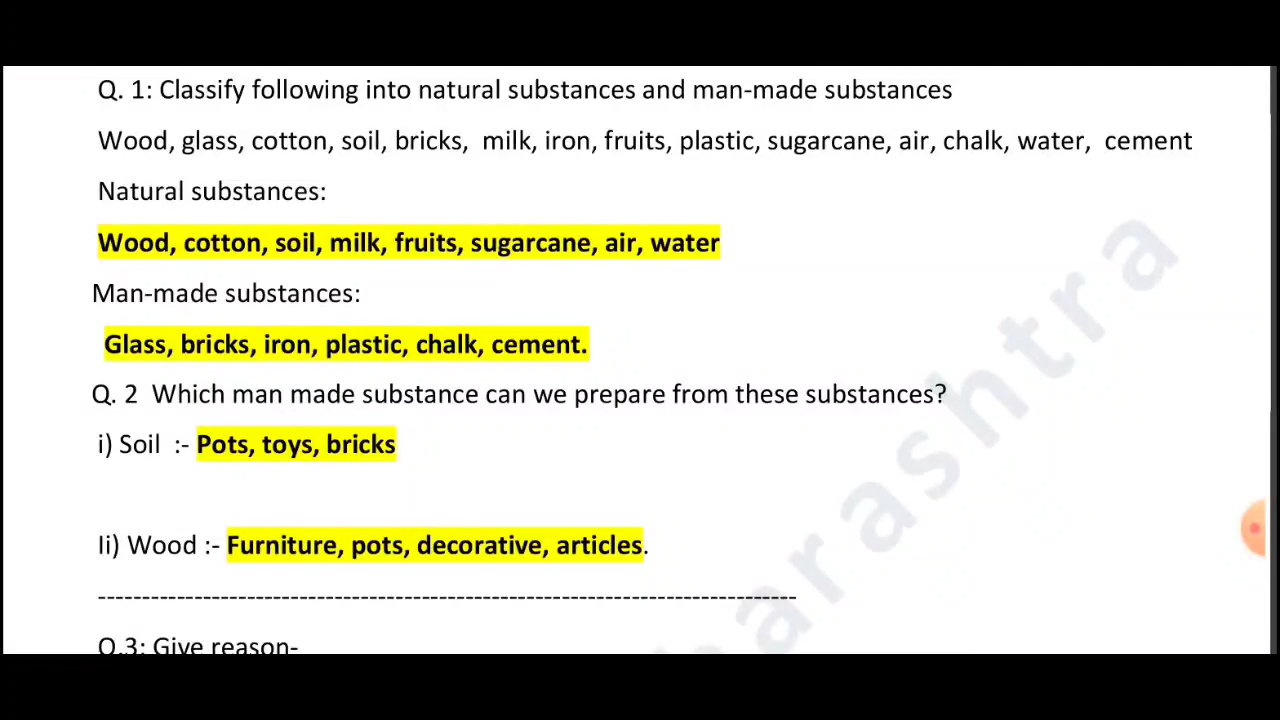 Q. 1: Classify following into natural substances and man-made substances
Wood, glass, cotton, soil, bricks,  milk, iron, fruits, plastic, sugarcane, air, chalk, water,  cement
Natural substances:
Wood, cotton, soil, milk, fruits, sugarcane, air, water
Man-made substances:
Glass, bricks, iron, plastic, chalk, cement.
Q. 2  Which man made substance can we prepare from these substances?
i) Soil  :- Pots, toys, bricks
Ii) Wood :- Furniture, pots, decorative, articles.
--------------------------------------------------------------------------------
Q.3: Give reason-
harashtra